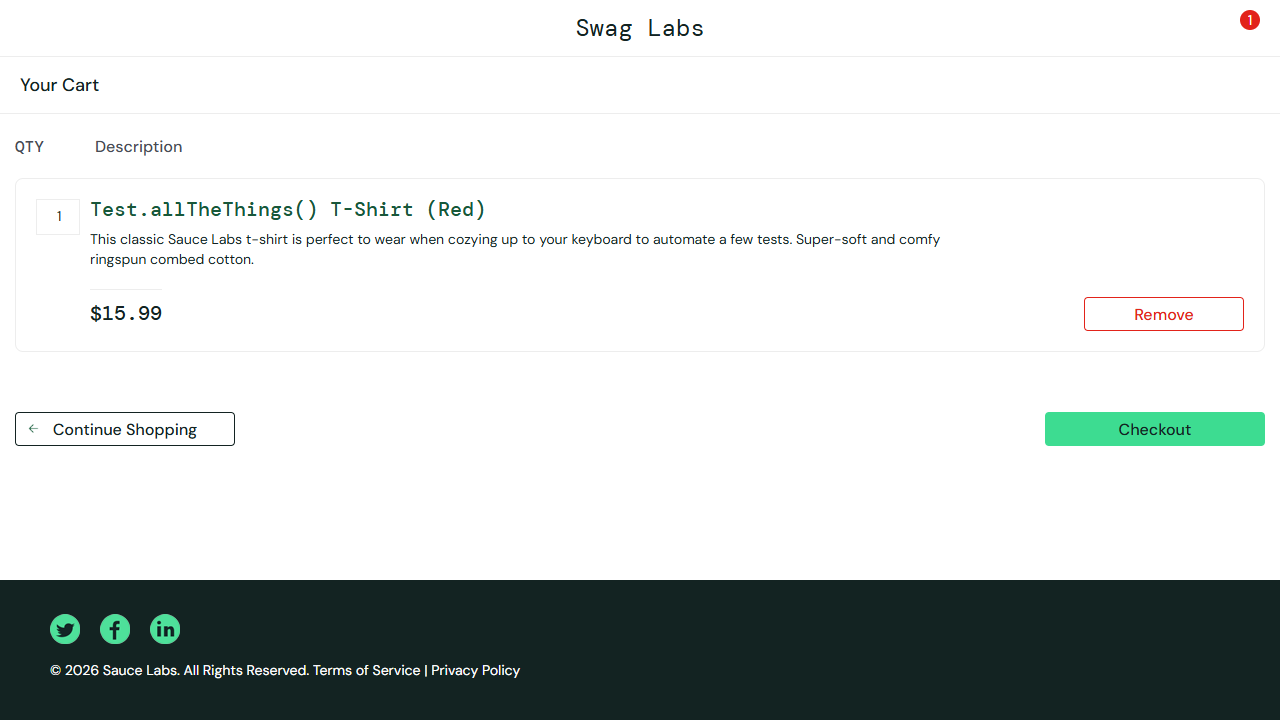 Swag Labs
1
Your Cart
QTY Description
1
Test.allTheThings() T-Shirt (Red)
This classic Sauce Labs t-shirt is perfect to wear when cozying up to your keyboard to automate a few tests. Super-soft and comfy
ringspun combed cotton.
$15.99
Remove
Continue Shopping
Checkout
© 2026 Sauce Labs. All Rights Reserved. Terms of Service | Privacy Policy